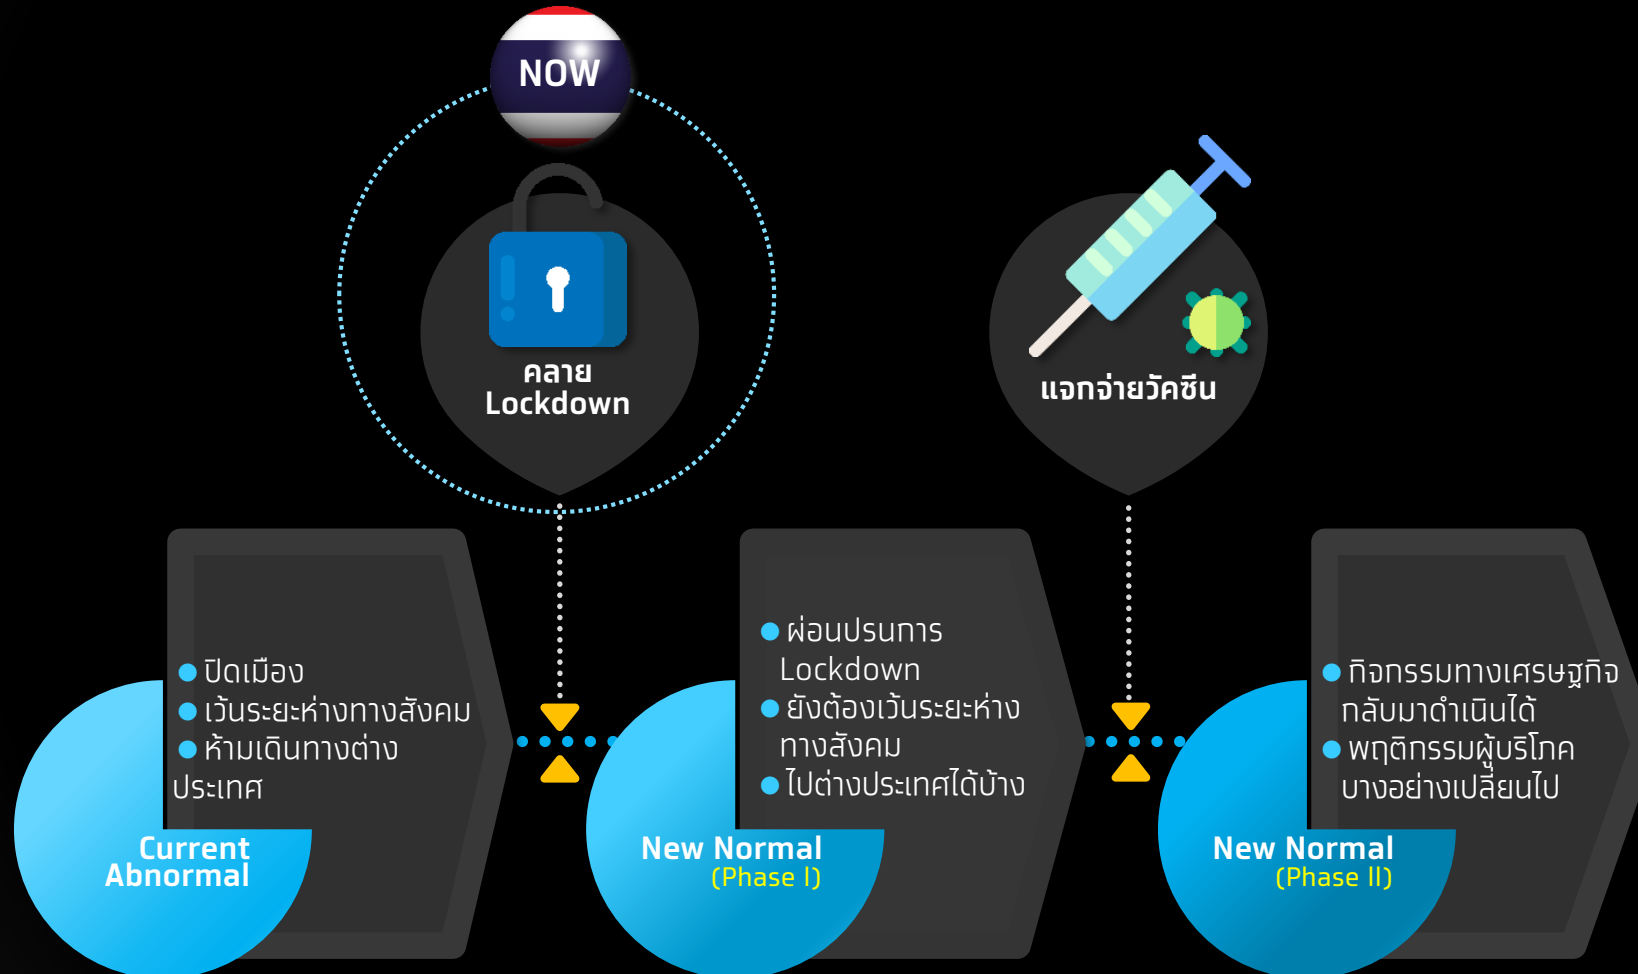 NOW
คลาย
Lockdown
แจกจ่ายวัคซีน
● ปิดเมือง
● เว้นระยะห่างทางสังคม
● ห้ามเดินทางต่าง
ประเทศ
Current
Abnormal
● ผ่อนปรนการ
Lockdown
● ยังต้องเว้นระยะห่าง
ทางสังคม
● ไปต่างประเทศได้บ้าง
New Normal
(Phase I)
● กิจกรรมทางเศรษฐกิจ
กลับมาดำเนินได้
● พฤติกรรมผู้บริโภค
บางอย่างเปลี่ยนไป
New Normal
(Phase II)